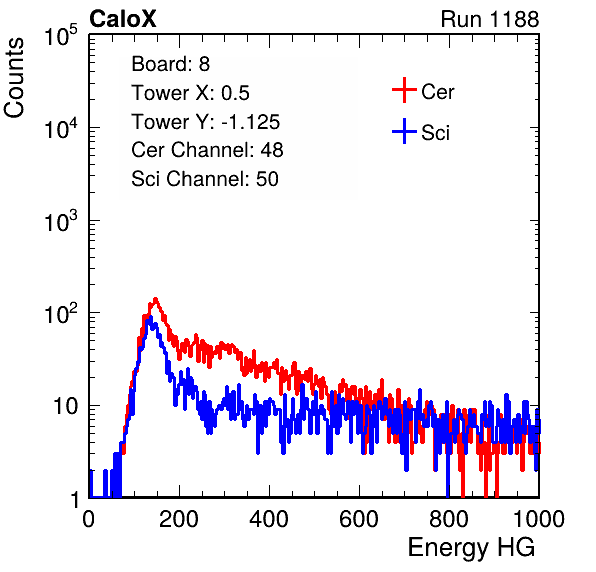 CaloX Run 1188
Counts
Board: 8
Tower X: 0.5
Tower Y: -1.125
Cer Channel: 48
Sci Channel: 50
Cer
Sci
10^5
10^4
10^3
10^2
10
1
0 200 400 600 800 1000
Energy HG